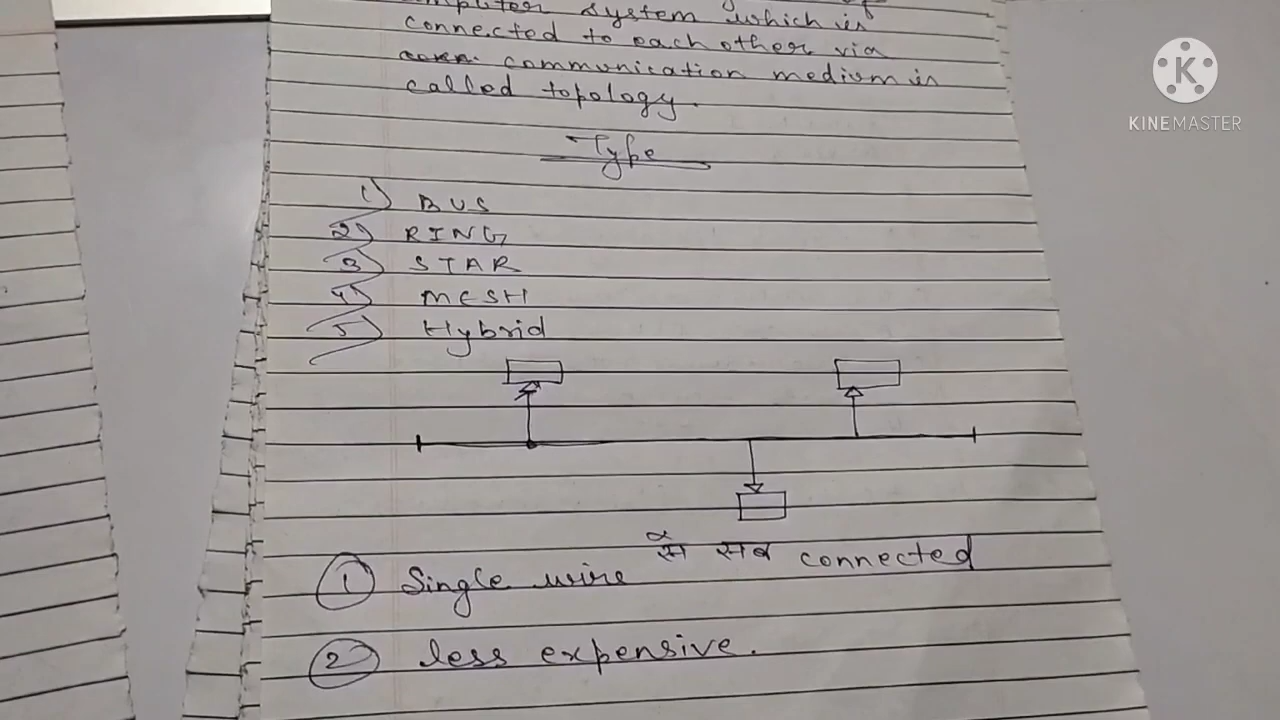 system which is
connected to each other via
communication medium is
called topology.
Type
1) BUS
2) RING
3) STAR
4) MESH
5) Hybrid
① Single wire से सब connected
② less expensive.
KINEMASTER